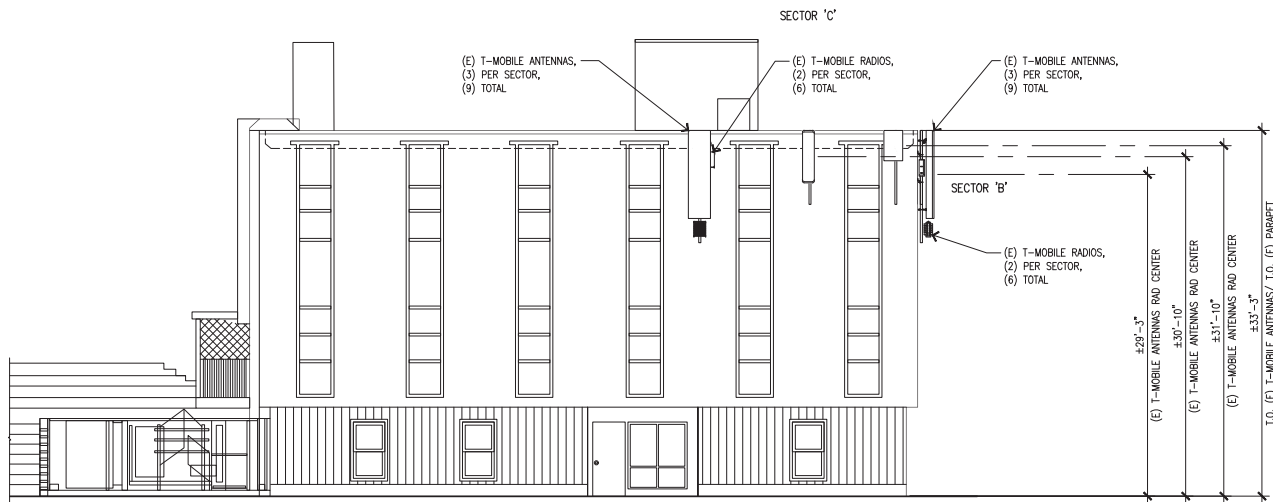 SECTOR 'C'
(E) T-MOBILE ANTENNAS,
(3) PER SECTOR,
(9) TOTAL
(E) T-MOBILE RADIOS,
(2) PER SECTOR,
(6) TOTAL
(E) T-MOBILE ANTENNAS,
(3) PER SECTOR,
(9) TOTAL
SECTOR 'B'
(E) T-MOBILE RADIOS,
(2) PER SECTOR,
(6) TOTAL
±29'-3"
(E) T-MOBILE ANTENNAS RAD CENTER
±30'-10"
(E) T-MOBILE ANTENNAS RAD CENTER
±31'-10"
(E) T-MOBILE ANTENNAS RAD CENTER
±33'-3"
T.O. (E) T-MOBILE ANTENNAS/ T.O. (E) PARAPET